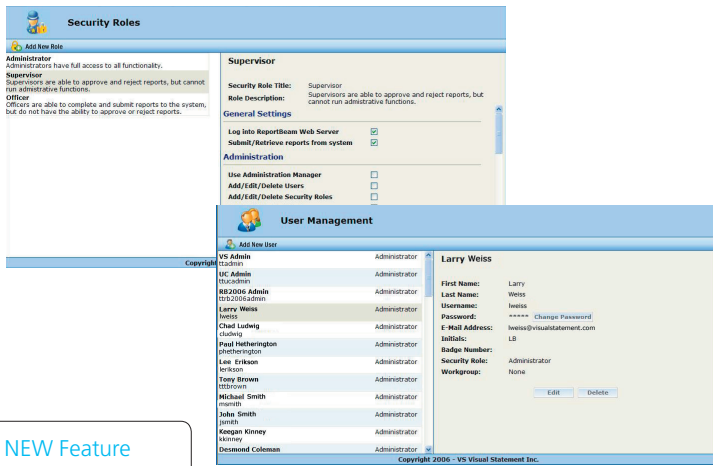 Security Roles
Add New Role
Administrator
Administrators have full access to all functionality.
Supervisor
Supervisors are able to approve and reject reports, but cannot
run admistrative functions.
Officer
Officers are able to complete and submit reports to the system,
but do not have the ability to approve or reject reports.
Supervisor
Security Role Title: Supervisor
Role Description: Supervisors are able to approve and reject reports, but
cannot run admistrative functions.
General Settings
Log into ReportBeam Web Server
Submit/Retrieve reports from system
Administration
Use Administration Manager
Add/Edit/Delete Users
Add/Edit/Delete Security Roles
Copyright
User Management
Add New User
VS Admin Administrator
ttadmin
UC Admin Administrator
ttucadmin
RB2006 Admin Administrator
ttrb2006admin
Larry Weiss Administrator
lweiss
Chad Ludwig Administrator
cludwig
Paul Hetherington Administrator
phetherington
Lee Erikson Administrator
lerikson
Tony Brown Administrator
tttbrown
Michael Smith Administrator
msmith
John Smith Administrator
jsmith
Keegan Kinney Administrator
kkinney
Desmond Coleman Administrator
Larry Weiss
First Name: Larry
Last Name: Weiss
Username: lweiss
Password: ***** Change Password
E-Mail Address: lweiss@visualstatement.com
Initials: LB
Badge Number:
Security Role: Administrator
Workgroup: None
Edit Delete
Copyright 2006 - VS Visual Statement Inc.
NEW Feature